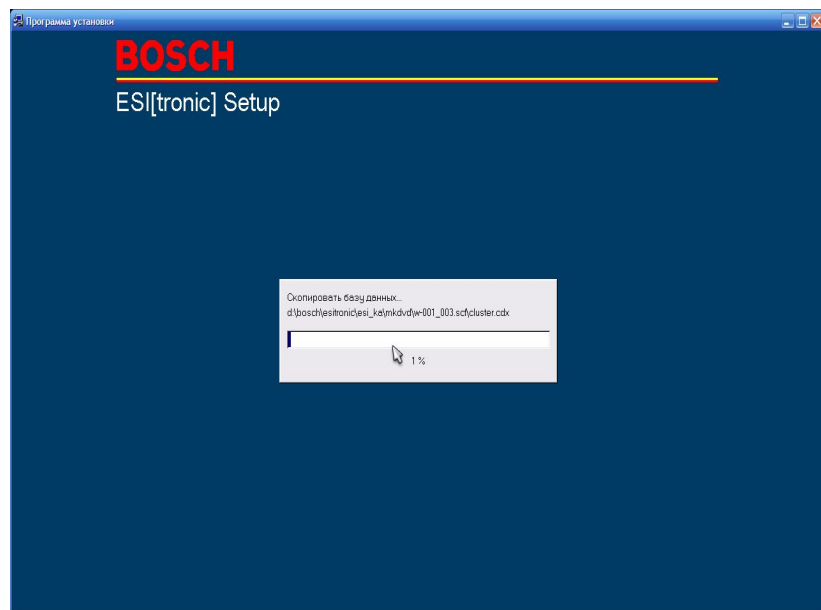 Программа установки
BOSCH
ESI[tronic] Setup
Скопировать базу данных...
d:\bosch\esitronic\esi_ka\mkdvd\w-001_003.scf\cluster.cdx
1 %